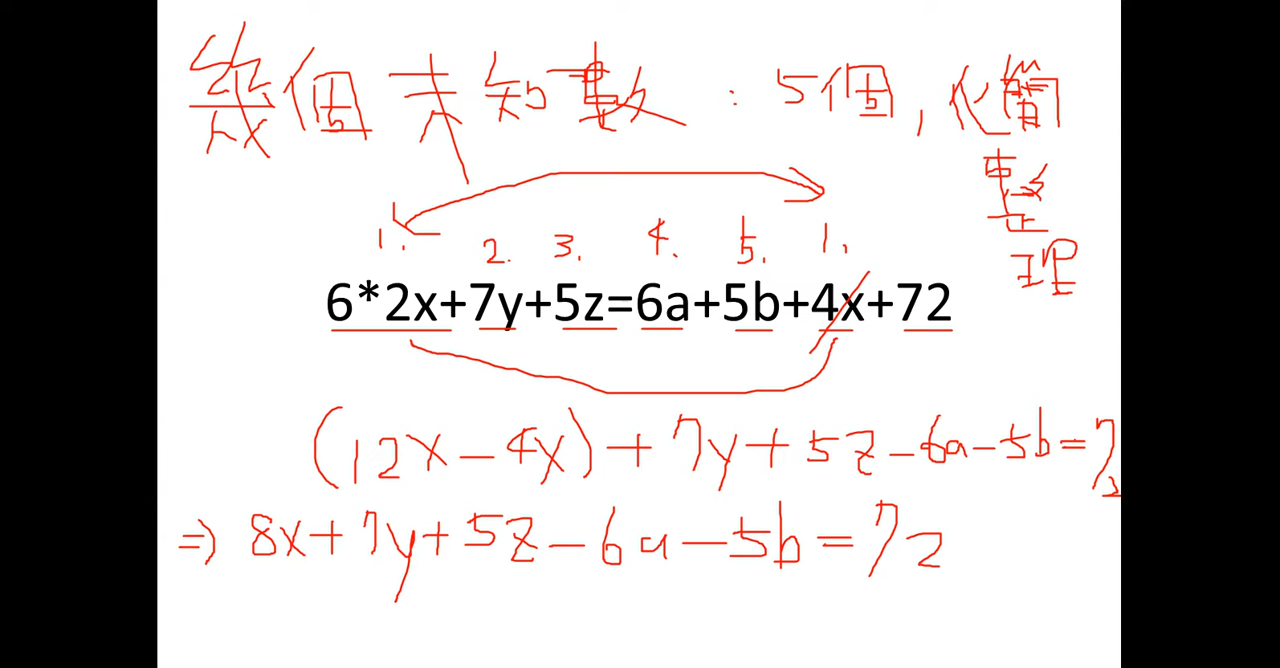 幾個未知數：5個，化簡
整
理
1. 2. 3. 4. 5. 1.
6*2x+7y+5z=6a+5b+4x+72
(12x-4x)+7y+5z-6a-5b=72
⇒ 8x+7y+5z-6a-5b=72